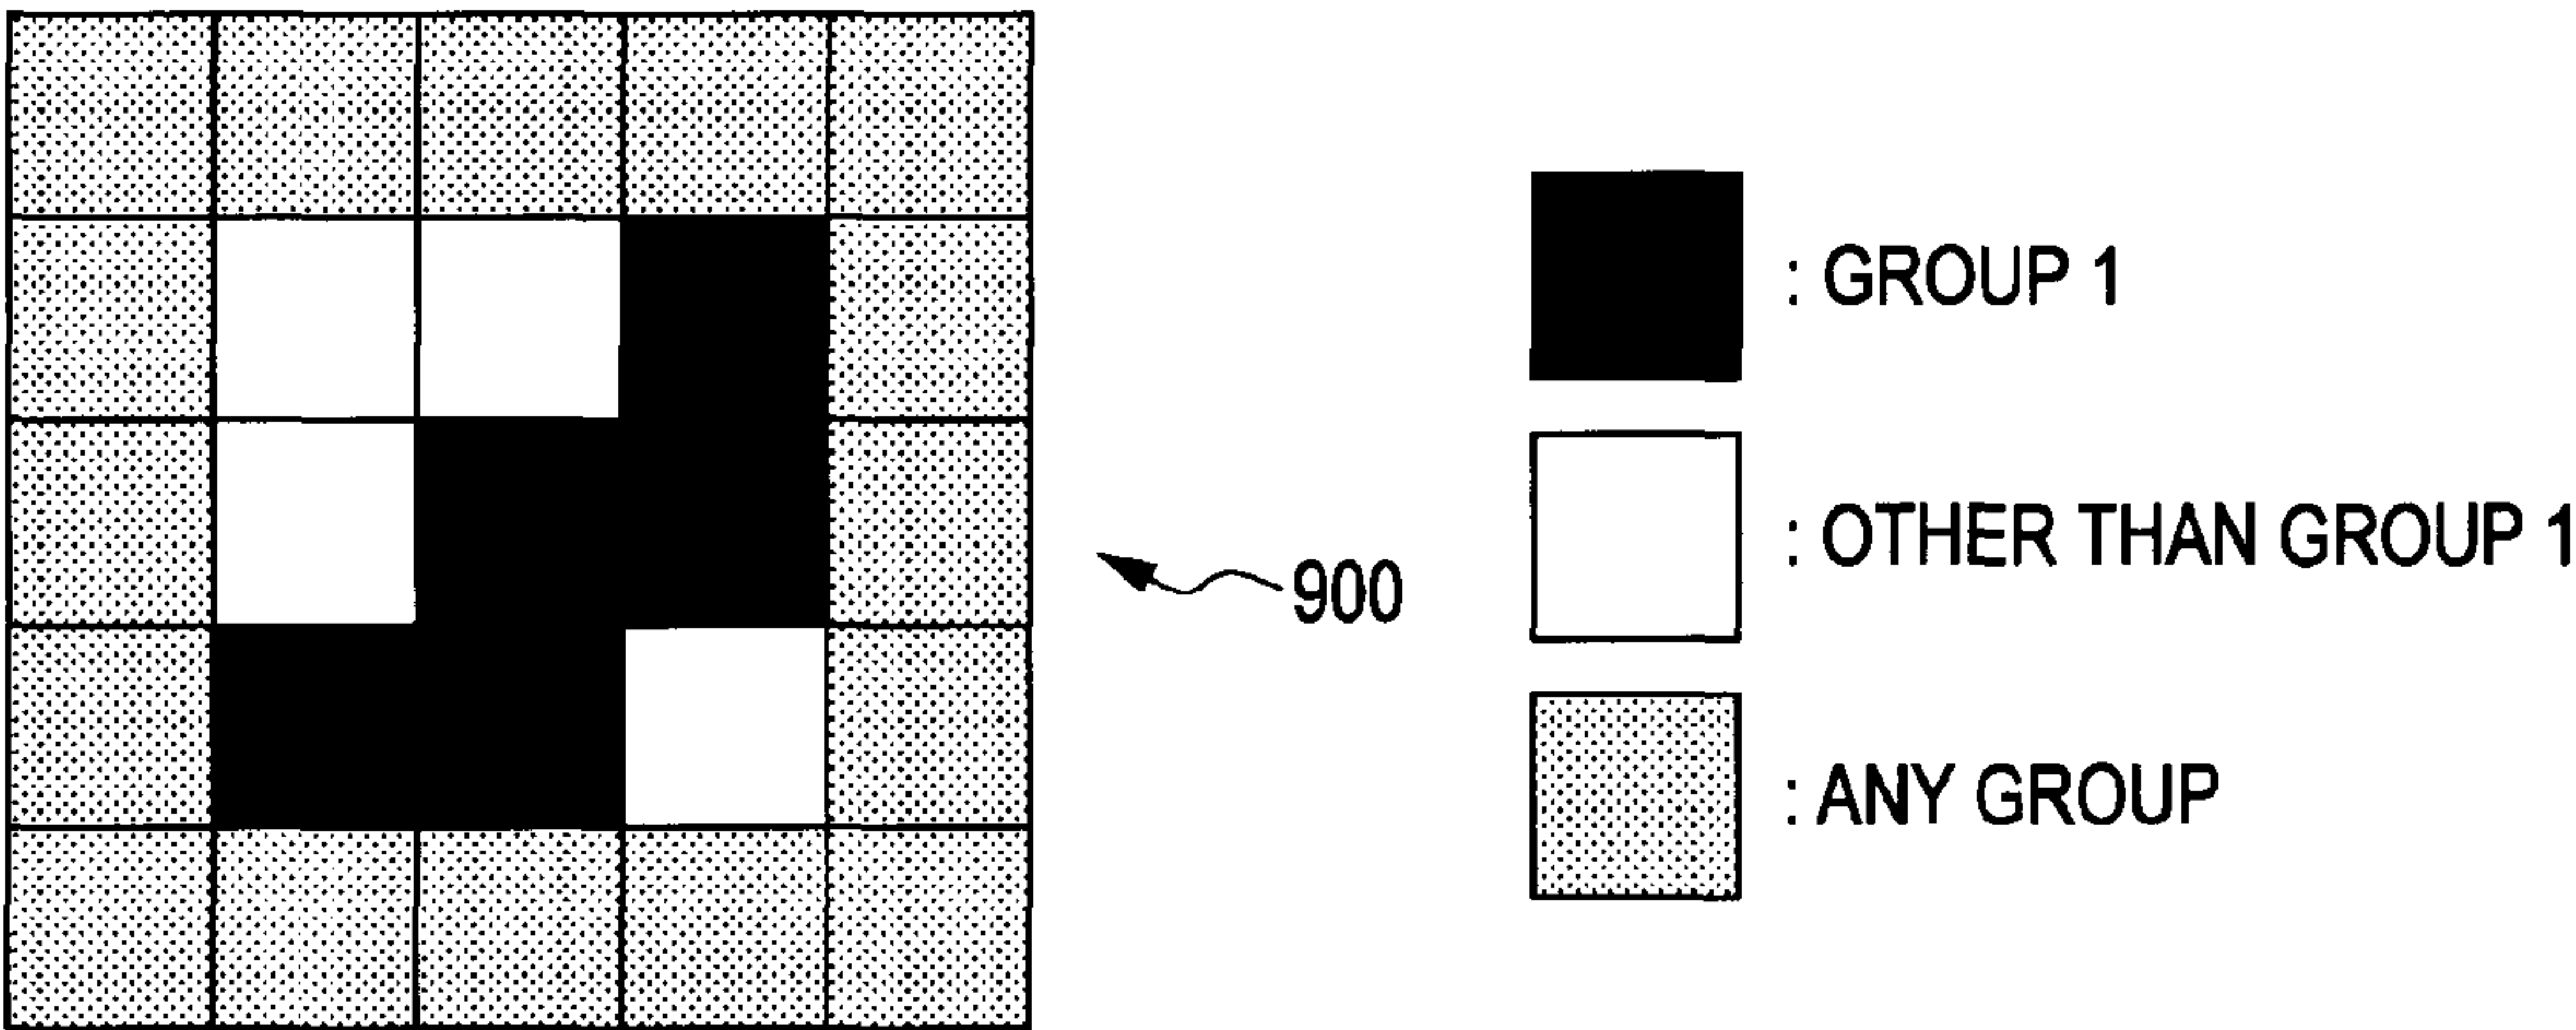 : GROUP 1
: OTHER THAN GROUP 1
900
: ANY GROUP